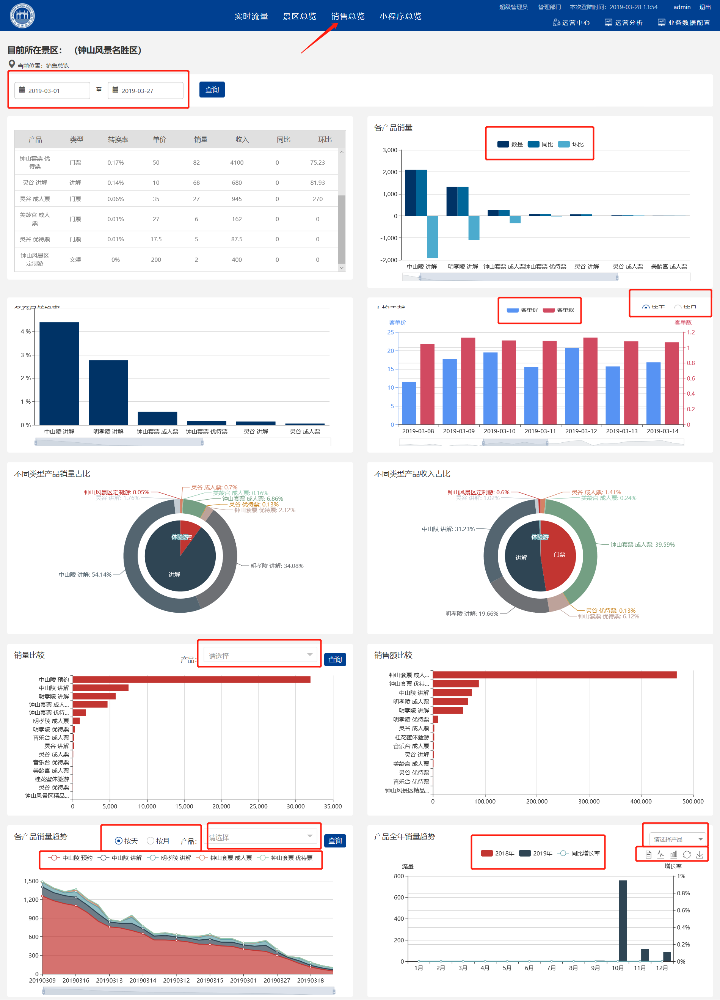 超级管理员 管理部门 本次登陆时间：2019-03-28 13:54 admin 退出
实时流量 景区总览 销售总览 小程序总览
运营中心 运营分析 业务数据配置
目前所在景区： （钟山风景名胜区）
当前位置：销售总览
2019-03-01 至 2019-03-27 查询
产品 类型 转换率 单价 销量 收入 同比 环比
钟山套票 优待票 门票 0.17% 50 82 4100 0 75.23
灵谷 讲解 讲解 0.14% 10 68 680 0 81.93
灵谷 成人票 门票 0.06% 35 27 945 0 270
美龄宫 成人票 门票 0.01% 27 6 162 0 0
灵谷 优待票 门票 0.01% 17.5 5 87.5 0 0
钟山风景区定制游 文娱 0% 200 2 400 0 0
各产品销量
数量 同比 环比
3,000
2,000
1,000
0
-1,000
-2,000
中山陵 讲解 明孝陵 讲解 钟山套票 成人票 钟山套票 优待票 灵谷 讲解 灵谷 成人票 美龄宫 成人票
各产品转换率
5 %
4 %
3 %
2 %
1 %
0 %
中山陵 讲解 明孝陵 讲解 钟山套票 成人票 钟山套票 优待票 灵谷 讲解 灵谷 成人票
人均贡献
客单价 客单数
按天 按月
客单价 客单数
25 1.2
20 1
15 0.8
10 0.6
5 0.4
0 0.2
0
2019-03-08 2019-03-09 2019-03-10 2019-03-11 2019-03-12 2019-03-13 2019-03-14
不同类型产品销量占比
灵谷 成人票: 0.7%
钟山风景区定制游: 0.05%
美龄宫 成人票: 0.16%
灵谷 讲解: 1.76%
钟山套票 成人票: 6.86%
灵谷 优待票: 0.13%
钟山套票 优待票: 2.12%
体验游
票
明孝陵 讲解: 34.08%
中山陵 讲解: 54.14%
讲解
不同类型产品收入占比
钟山风景区定制游: 0.6%
灵谷 成人票: 1.41%
灵谷 讲解: 1.02%
美龄宫 成人票: 0.24%
中山陵 讲解: 31.23%
体验游
钟山套票 成人票: 39.59%
讲解 门票
灵谷 优待票: 0.13%
明孝陵 讲解: 19.66%
钟山套票 优待票: 6.12%
销量比较
产品: 请选择 查询
中山陵 预约
中山陵 讲解
明孝陵 讲解
钟山套票 成人...
钟山套票 优待...
明孝陵 成人票
明孝陵 优待票
音乐台 成人票
灵谷 讲解
灵谷 成人票
音乐台 优待票
美龄宫 成人票
桂花蜜体验游
灵谷 优待票
钟山风景区精品...
0 5,000 10,000 15,000 20,000 25,000 30,000 35,000
销售额比较
钟山套票 成人...
钟山套票 优待...
中山陵 讲解
明孝陵 成人票
明孝陵 讲解
明孝陵 优待票
灵谷 成人票
桂花蜜体验游
音乐台 成人票
灵谷 讲解
美龄宫 成人票
灵谷 优待票
音乐台 优待票
钟山风景区精品...
0 100,000 200,000 300,000 400,000 500,000
各产品销量趋势
按天 按月 产品: 请选择 查询
中山陵 预约 中山陵 讲解 明孝陵 讲解 钟山套票 成人票 钟山套票 优待票
1,500
1,200
900
600
300
0
20190309 20190316 20190313 20190314 20190312 20190315 20190301 20190327 20190318
产品全年销量趋势
请选择产品
2018年 2019年 同比增长率
流量 增长率
800 1%
600 0.8%
400 0.6%
200 0.4%
0 0.2%
0%
1月 2月 3月 4月 5月 6月 7月 8月 9月 10月 11月 12月